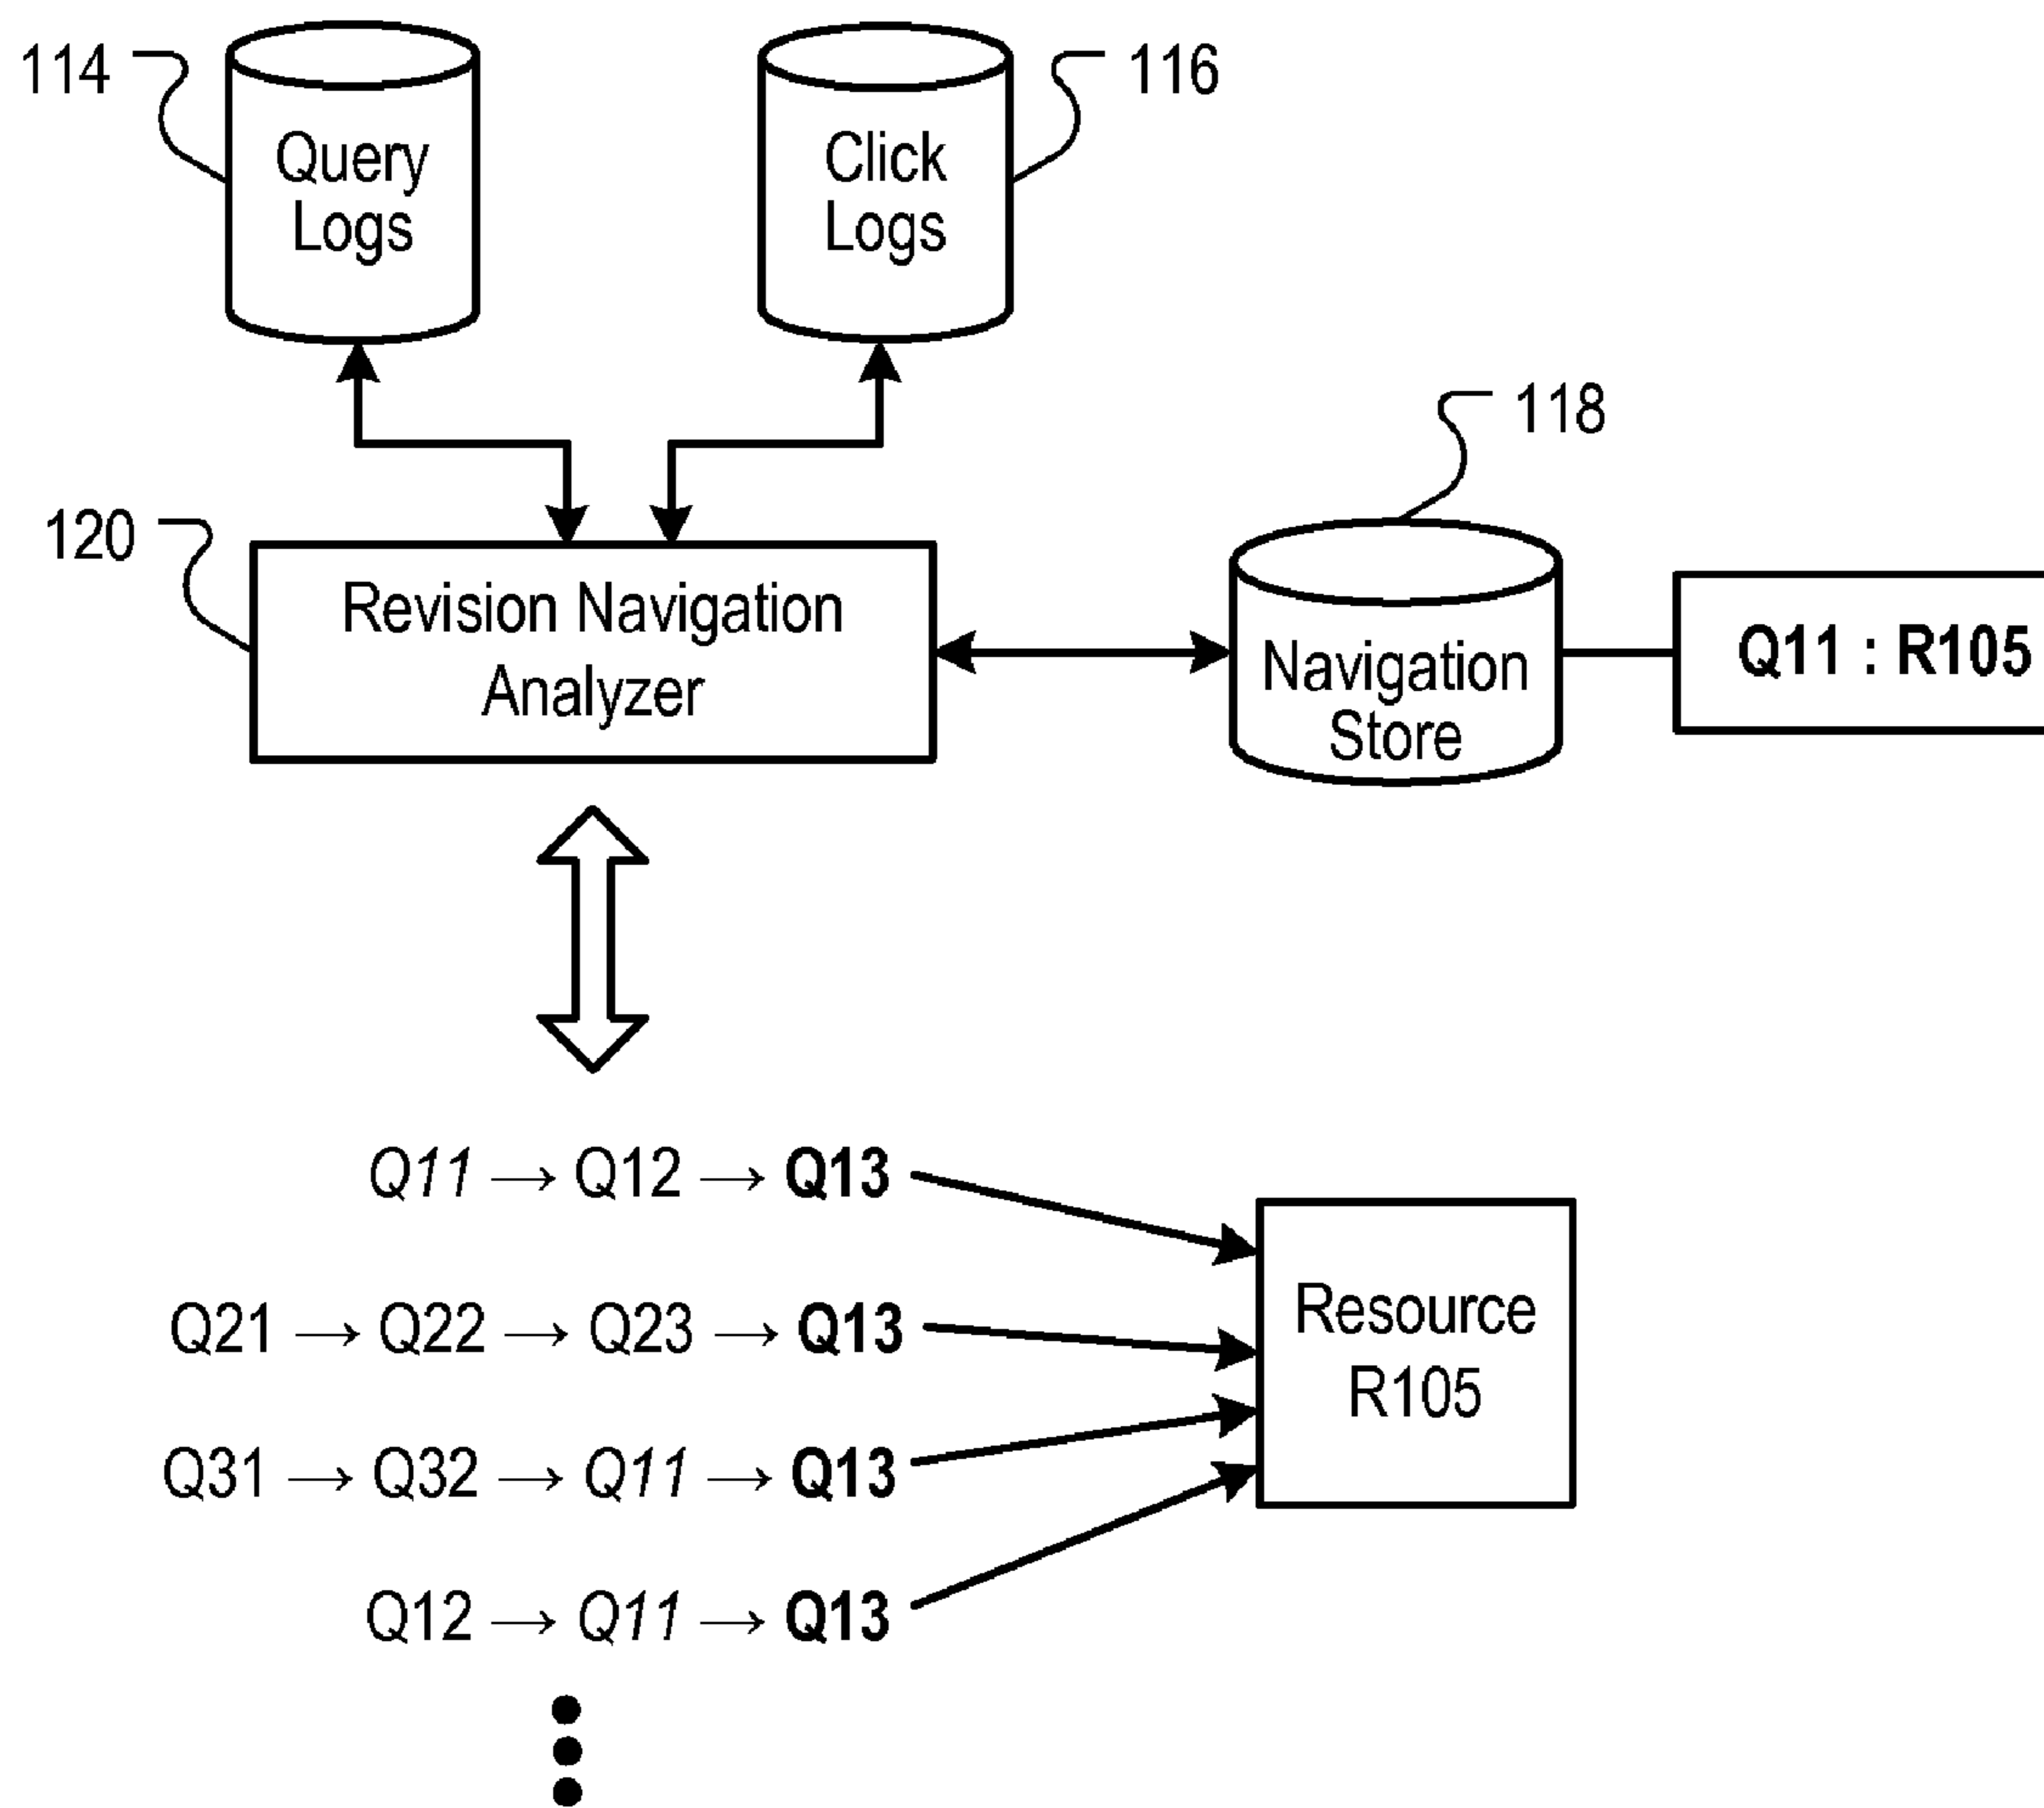 114
Query
Logs
Click
Logs
116
118
120
Revision Navigation
Analyzer
Navigation
Store
Q11 : R105
Q11 → Q12 → Q13
Q21 → Q22 → Q23 → Q13
Q31 → Q32 → Q11 → Q13
Q12 → Q11 → Q13
Resource
R105